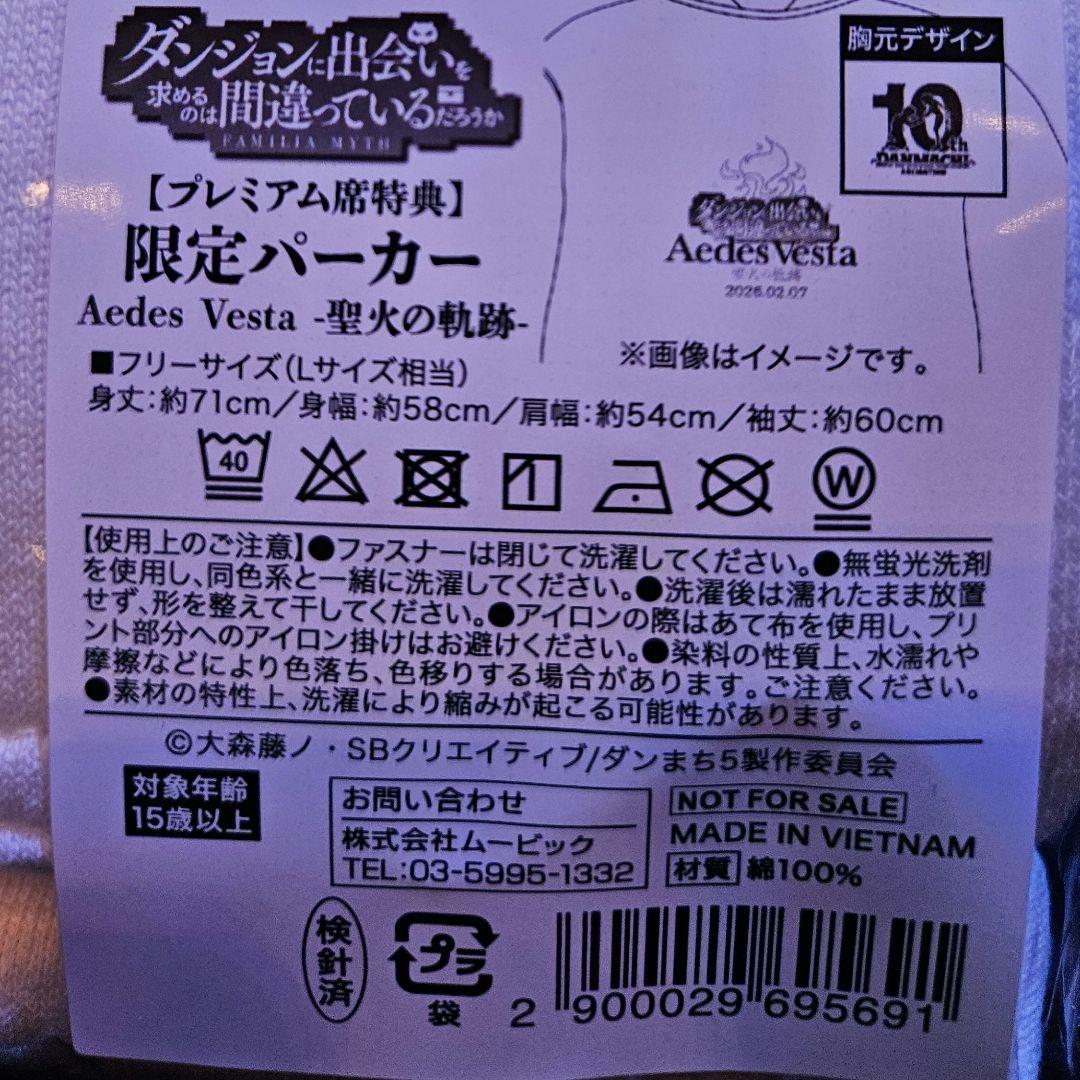 ダンジョンに出会いを
求めるのは間違っているだろうか
FAMILIA MYTH
【プレミアム席特典】
限定パーカー
Aedes Vesta -聖火の軌跡-
胸元デザイン
10th
DANMACHI
ANIMATION
ダンジョンに出会いを
Aedes Vesta
聖火の軌跡
2026.02.07
※画像はイメージです。
■フリーサイズ(Lサイズ相当)
身丈:約71cm/身幅:約58cm/肩幅:約54cm/袖丈:約60cm
40
W
【使用上のご注意】●ファスナーは閉じて洗濯してください。●無蛍光洗剤
を使用し、同色系と一緒に洗濯してください。●洗濯後は濡れたまま放置
せず、形を整えて干してください。●アイロンの際はあて布を使用し、プリ
ント部分へのアイロン掛けはお避けください。●染料の性質上、水濡れや
摩擦などにより色落ち、色移りする場合があります。ご注意ください。
●素材の特性上、洗濯により縮みが起こる可能性があります。
©大森藤ノ・SBクリエイティブ/ダンまち5製作委員会
対象年齢
15歳以上
お問い合わせ
株式会社ムービック
TEL:03-5995-1332
NOT FOR SALE
MADE IN VIETNAM
材質 綿100%
検針済
プラ
袋
2 900029 695691